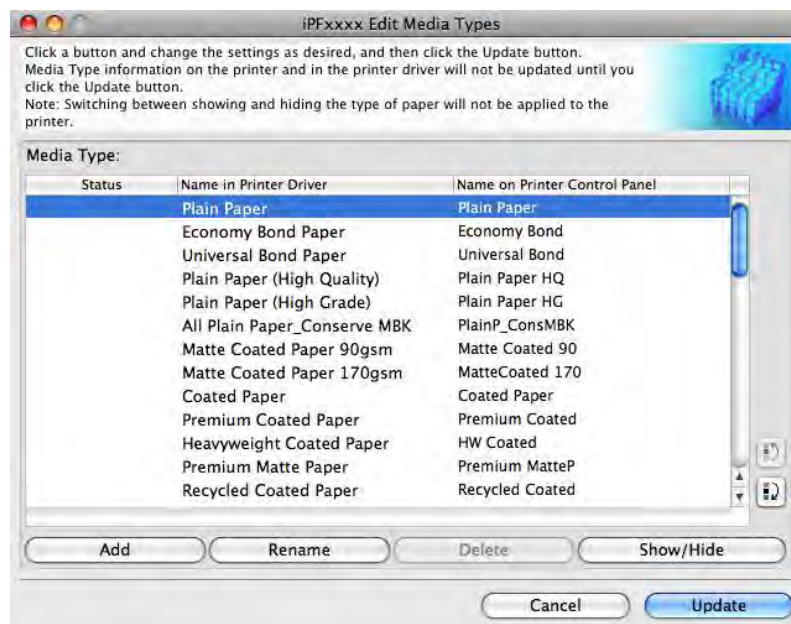 iPFxxxx Edit Media Types
Click a button and change the settings as desired, and then click the Update button.
Media Type information on the printer and in the printer driver will not be updated until you
click the Update button.
Note: Switching between showing and hiding the type of paper will not be applied to the
printer.
Media Type:
Status Name in Printer Driver Name on Printer Control Panel
Plain Paper Plain Paper
Economy Bond Paper Economy Bond
Universal Bond Paper Universal Bond
Plain Paper (High Quality) Plain Paper HQ
Plain Paper (High Grade) Plain Paper HG
All Plain Paper_Conserve MBK PlainP_ConsMBK
Matte Coated Paper 90gsm Matte Coated 90
Matte Coated Paper 170gsm MatteCoated 170
Coated Paper Coated Paper
Premium Coated Paper Premium Coated
Heavyweight Coated Paper HW Coated
Premium Matte Paper Premium MatteP
Recycled Coated Paper Recycled Coated
Add Rename Delete Show/Hide
Cancel Update